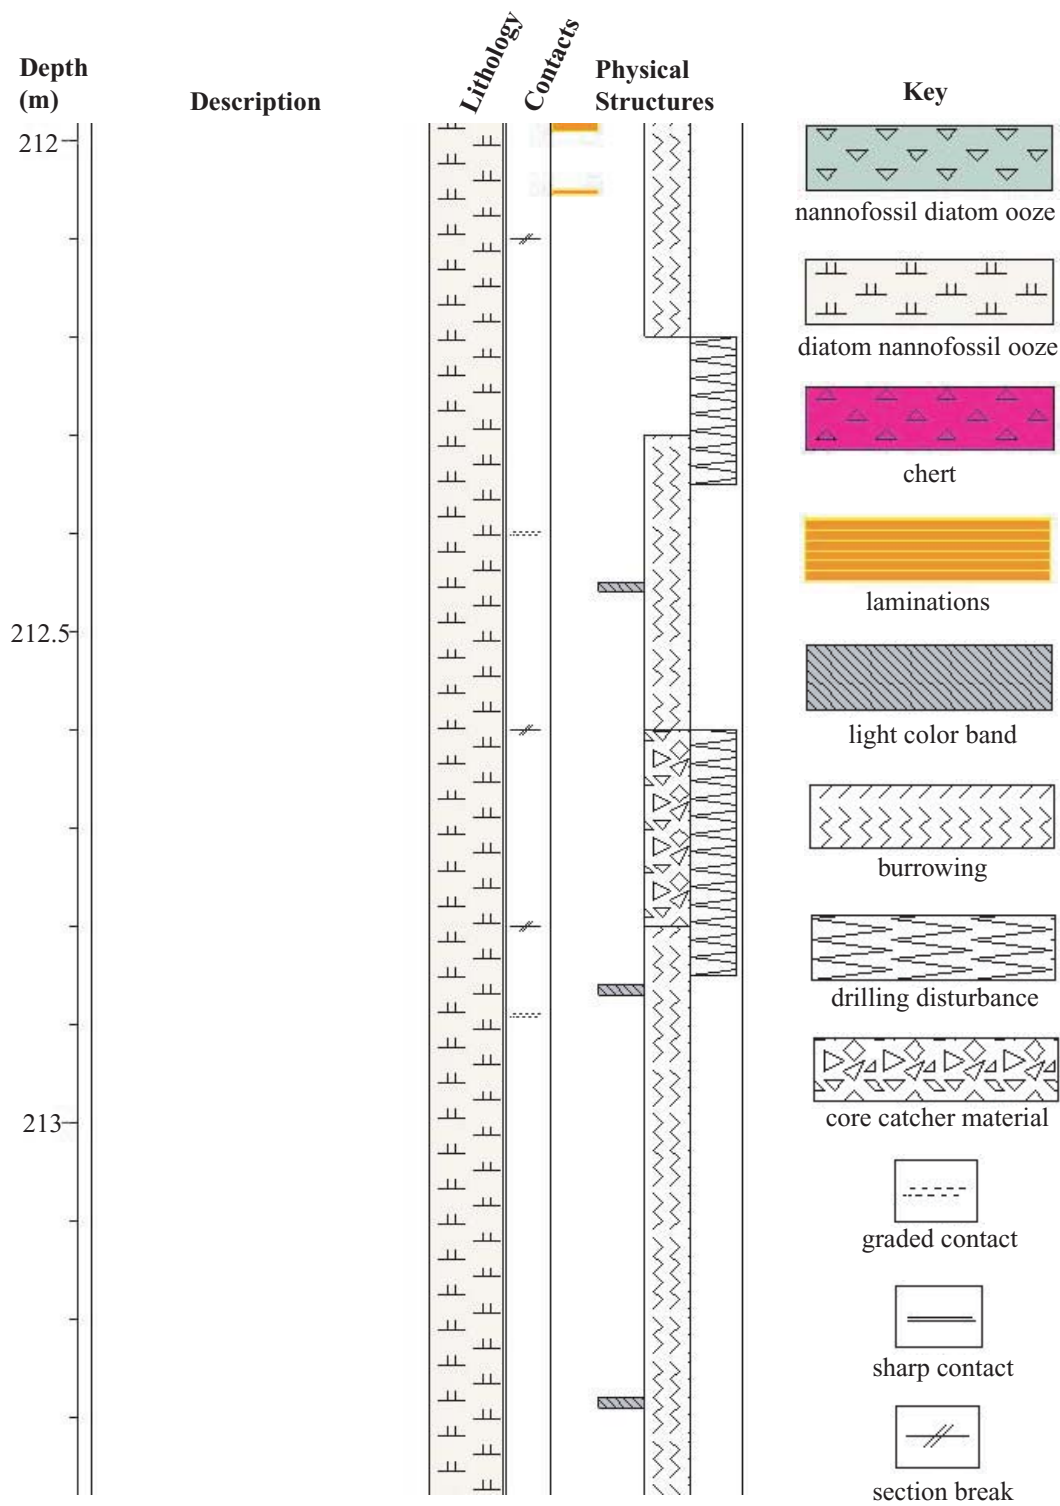 Depth
(m)
Description
Lithology
Contacts
Physical
Structures
Key
212
212.5
213
nannofossil diatom ooze
diatom nannofossil ooze
chert
laminations
light color band
burrowing
drilling disturbance
core catcher material
graded contact
sharp contact
section break